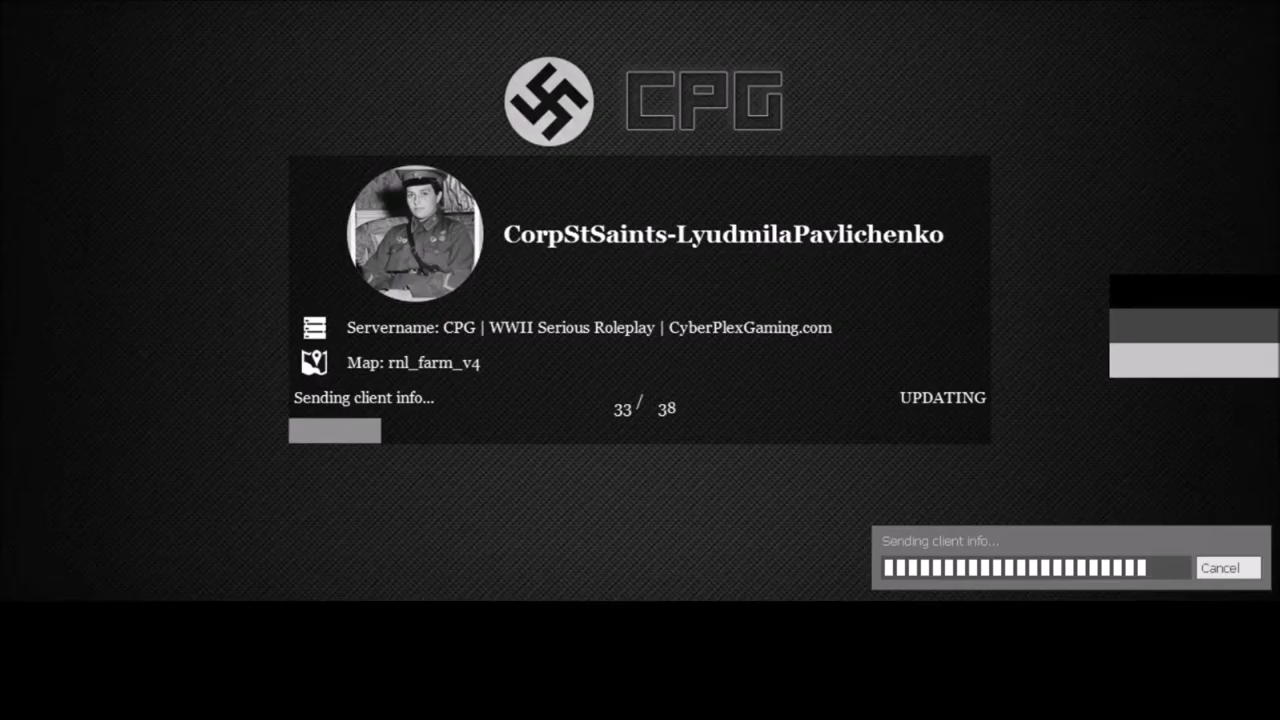 CPG
CorpStSaints-LyudmilaPavlichenko
Servername: CPG | WWII Serious Roleplay | CyberPlexGaming.com
Map: rnl_farm_v4
Sending client info...
33 / 38
UPDATING
Sending client info...
Cancel